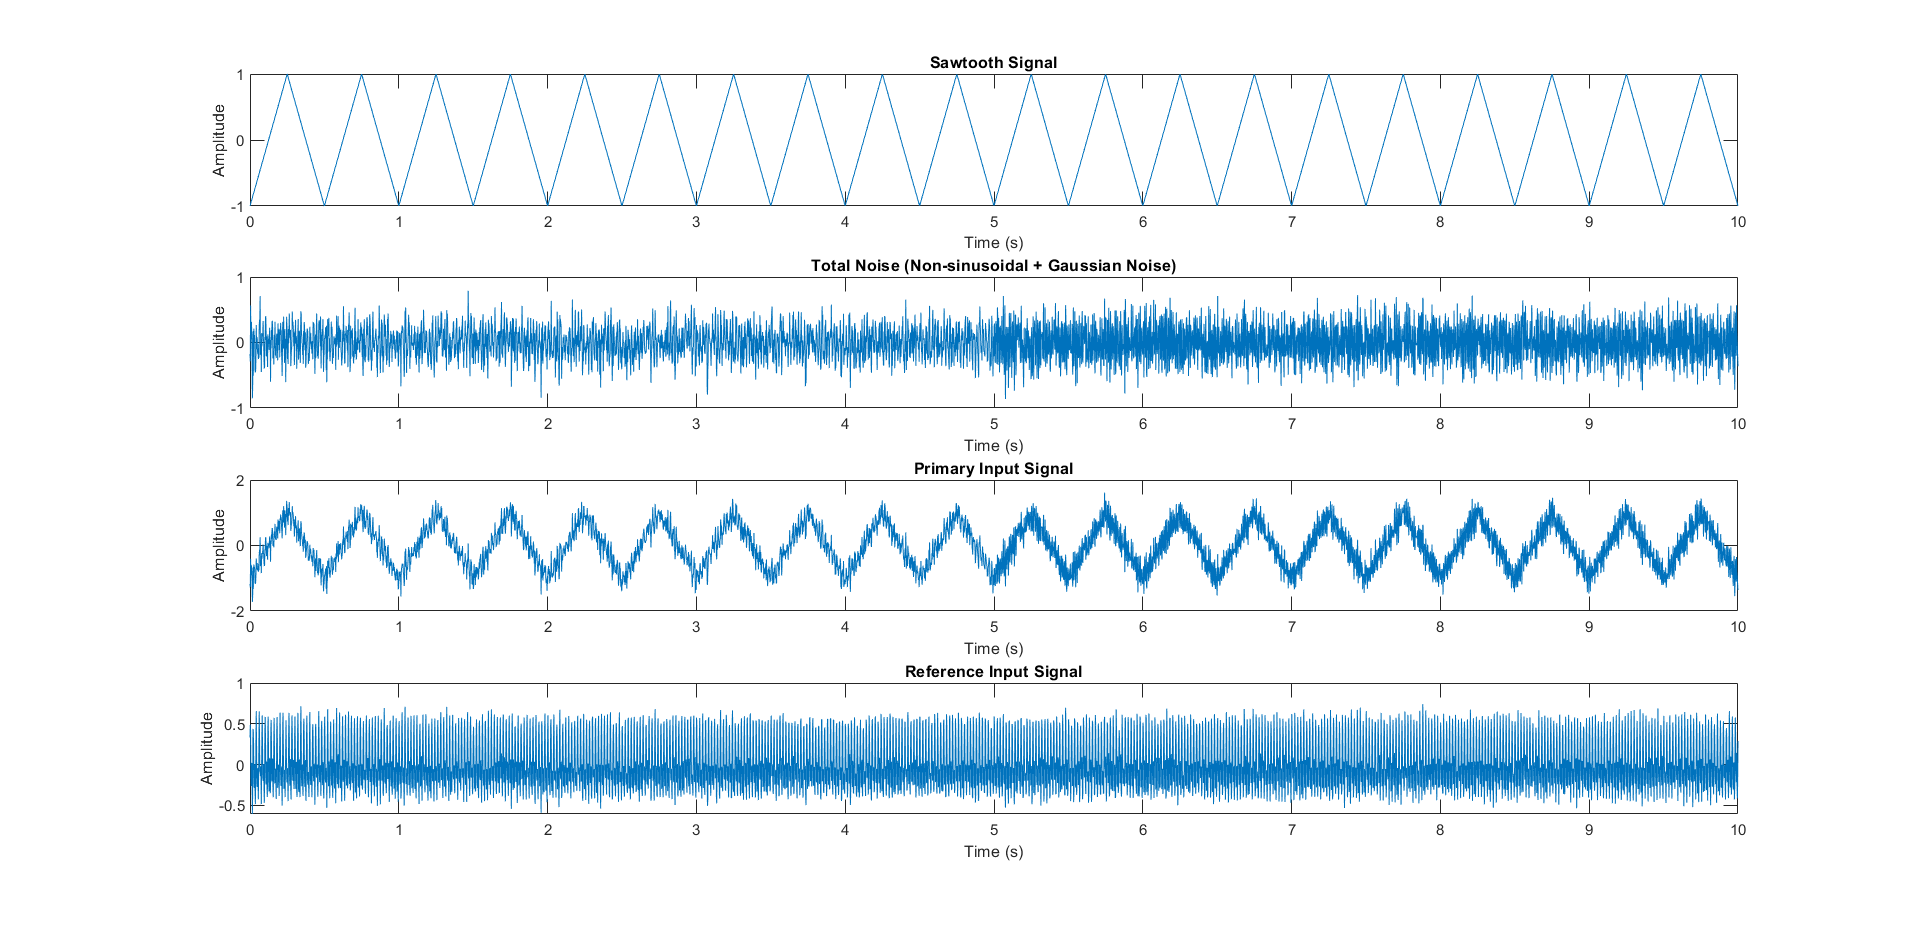 Sawtooth Signal
Amplitude
1
0
-1
0 1 2 3 4 5 6 7 8 9 10
Time (s)
Total Noise (Non-sinusoidal + Gaussian Noise)
Amplitude
1
0
-1
0 1 2 3 4 5 6 7 8 9 10
Time (s)
Primary Input Signal
Amplitude
2
0
-2
0 1 2 3 4 5 6 7 8 9 10
Time (s)
Reference Input Signal
Amplitude
1
0.5
0
-0.5
0 1 2 3 4 5 6 7 8 9 10
Time (s)